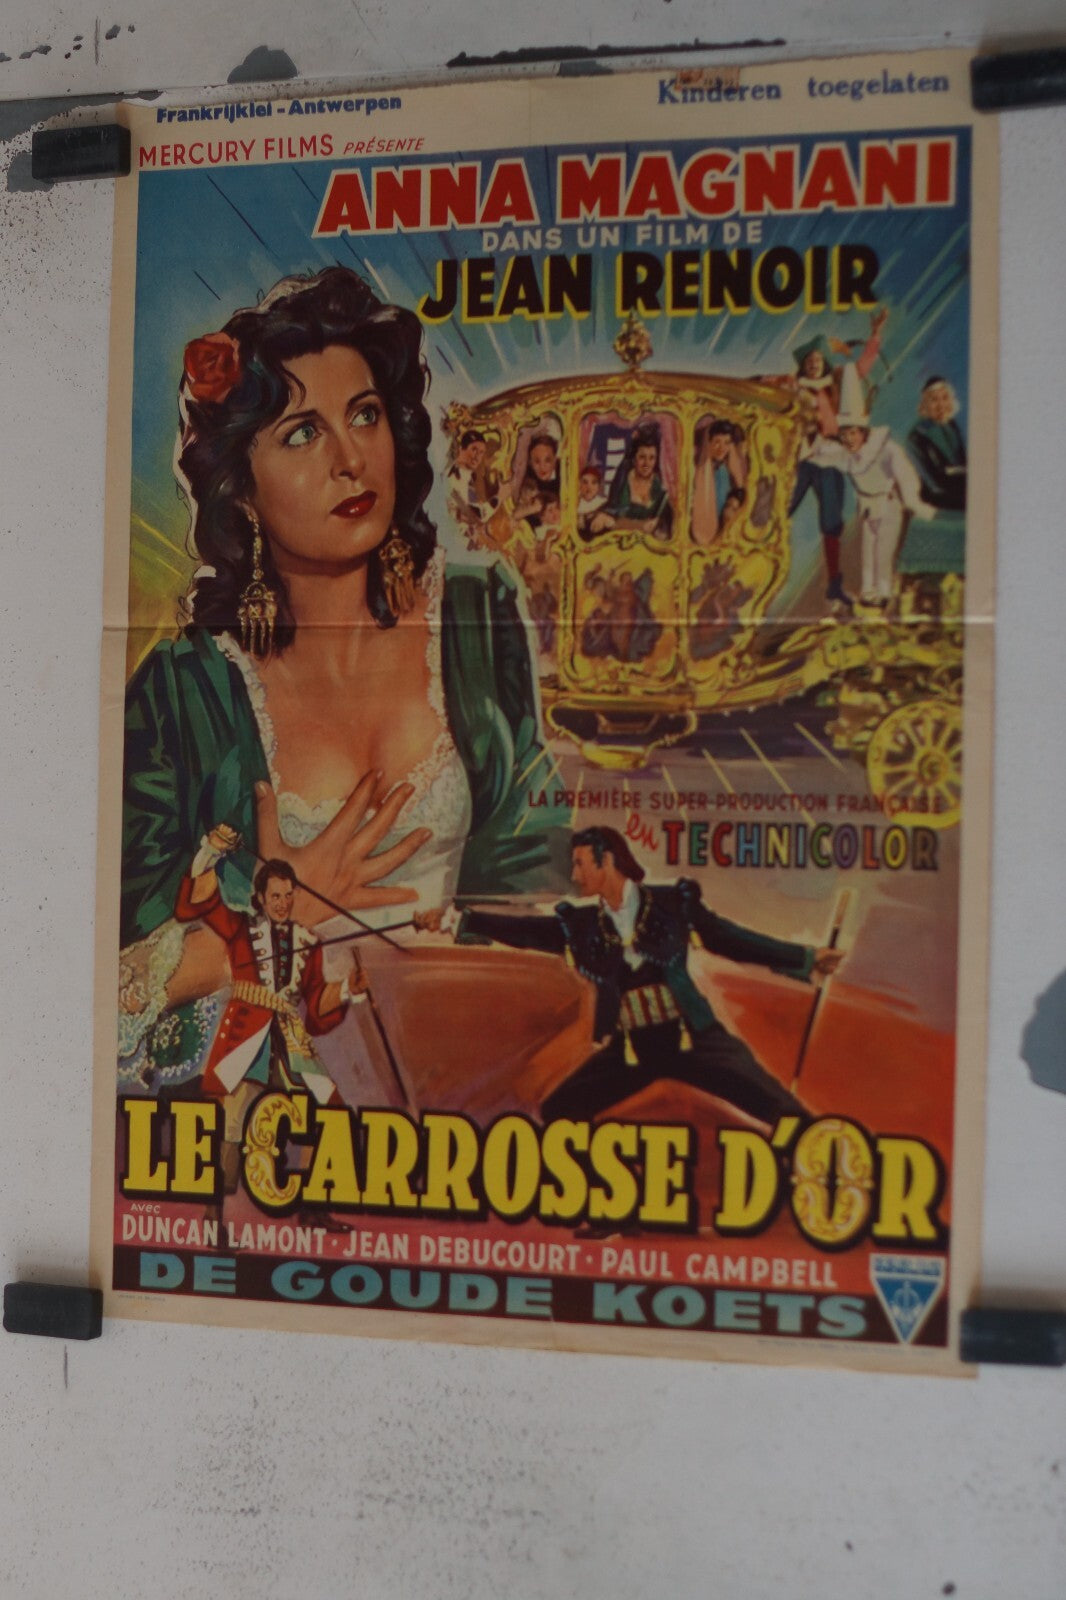 Frankrijklei - Antwerpen
Kinderen toegelaten
MERCURY FILMS PRÉSENTE
ANNA MAGNANI
DANS UN FILM DE
JEAN RENOIR
LA PREMIÈRE SUPER-PRODUCTION FRANÇAISE
en TECHNICOLOR
LE CARROSSE D'OR
AVEC
DUNCAN LAMONT · JEAN DEBUCOURT · PAUL CAMPBELL
DE GOUDE KOETS